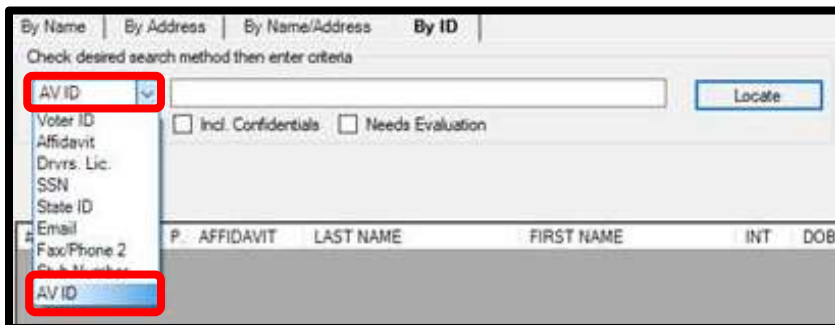 By Name By Address By Name/Address By ID
Check desired search method then enter criteria
AV ID Locate
Voter ID Incl. Confidentials Needs Evaluation
Affidavit
Drvrs. Lic.
SSN
State ID
Email
P. AFFIDAVIT LAST NAME FIRST NAME INT DOB
Fax/Phone 2
Stub Number
AV ID